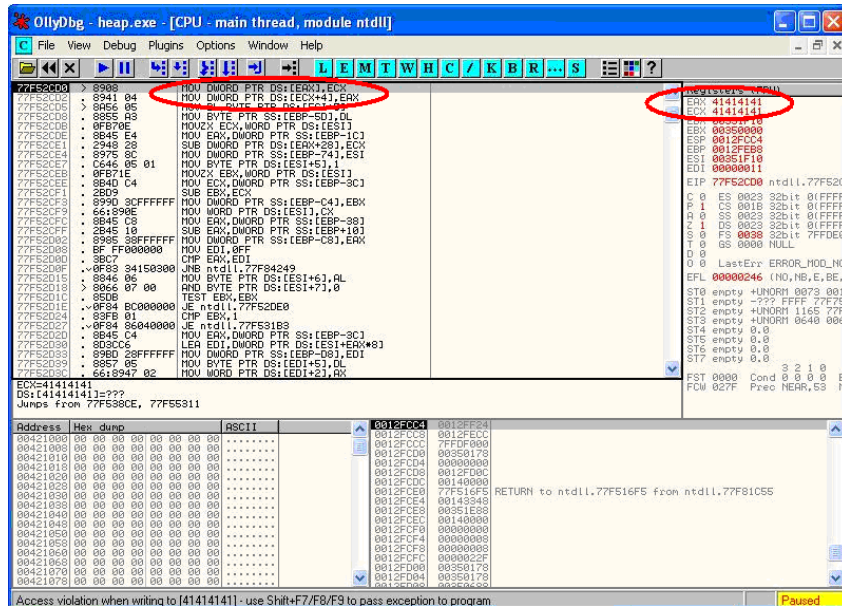 OllyDbg - heap.exe - [CPU - main thread, module ntdll]
C File View Debug Plugins Options Window Help
L E M T W H C / K B R ... S ?
77F52CD0 > 8908 MOV DWORD PTR DS:[EAX],ECX
77F52CD2 . 8941 04 MOV DWORD PTR DS:[ECX+4],EAX
77F52CD5 > 8A56 05 MOV DL,BYTE PTR DS:[ESI+5]
77F52CD8 . 8855 A3 MOV BYTE PTR SS:[EBP-5D],DL
77F52CDB . 0FB70E MOVZX ECX,WORD PTR DS:[ESI]
77F52CDE . 8B45 E4 MOV EAX,DWORD PTR SS:[EBP-1C]
77F52CE1 . 2948 28 SUB DWORD PTR DS:[EAX+28],ECX
77F52CE4 . 8975 8C MOV DWORD PTR SS:[EBP-74],ESI
77F52CE7 . C646 05 01 MOV BYTE PTR DS:[ESI+5],1
77F52CEB . 0FB71E MOVZX EBX,WORD PTR DS:[ESI]
77F52CEE . 8B4D C4 MOV ECX,DWORD PTR SS:[EBP-3C]
77F52CF1 . 2BD9 SUB EBX,ECX
77F52CF3 . 899D 3CFFFFFF MOV DWORD PTR SS:[EBP-C4],EBX
77F52CF9 . 66:890E MOV WORD PTR DS:[ESI],CX
77F52CFC . 8B45 C8 MOV EAX,DWORD PTR SS:[EBP-38]
77F52CFF . 2B45 10 SUB EAX,DWORD PTR SS:[EBP+10]
77F52D02 . 8985 38FFFFFF MOV DWORD PTR SS:[EBP-C8],EAX
77F52D08 . BF FF000000 MOV EDI,0FF
77F52D0D . 3BC7 CMP EAX,EDI
77F52D0F . 0F83 34150300 JNB ntdll.77F84249
77F52D15 . 8846 06 MOV BYTE PTR DS:[ESI+6],AL
77F52D18 > 8066 07 00 AND BYTE PTR DS:[ESI+7],0
77F52D1C . 85DB TEST EBX,EBX
77F52D1E . 0F84 BC000000 JE ntdll.77F52DE0
77F52D24 . 83FB 01 CMP EBX,1
77F52D27 . 0F84 86040000 JE ntdll.77F531B3
77F52D2D . 8B45 C4 MOV EAX,DWORD PTR SS:[EBP-3C]
77F52D30 . 8D3CC6 LEA EDI,DWORD PTR DS:[ESI+EAX*8]
77F52D33 . 89BD 28FFFFFF MOV DWORD PTR SS:[EBP-D8],EDI
77F52D39 . 8857 05 MOV BYTE PTR DS:[EDI+5],DL
77F52D3C . 66:8947 02 MOV WORD PTR DS:[EDI+2],AX
Registers (FPU)
EAX 41414141
ECX 41414141
EDX 00351F10
EBX 00350000
ESP 0012FCC4
EBP 0012FEB8
ESI 00351F10
EDI 00000011
EIP 77F52CD0 ntdll.77F52C
C 0 ES 0023 32bit 0(FFFF
P 1 CS 001B 32bit 0(FFFF
A 0 SS 0023 32bit 0(FFFF
Z 1 DS 0023 32bit 0(FFFF
S 0 FS 0038 32bit 7FFDE0
T 0 GS 0000 NULL
D 0
O 0 LastErr ERROR_MOD_NO
EFL 00000246 (NO,NB,E,BE,
ST0 empty +UNORM 0073 001
ST1 empty -??? FFFF 77F75
ST2 empty +UNORM 1165 77F
ST3 empty +UNORM 0640 006
ST4 empty 0.0
ST5 empty 0.0
ST6 empty 0.0
ST7 empty 0.0
3 2 1 0
FST 0000 Cond 0 0 0 0 E
FCW 027F Prec NEAR,53
ECX=41414141
DS:[41414141]=???
Jumps from 77F538CE, 77F55311
Address Hex dump ASCII
00421000 00 00 00 00 00 00 00 00 ........
00421008 00 00 00 00 00 00 00 00 ........
00421010 00 00 00 00 00 00 00 00 ........
00421018 00 00 00 00 00 00 00 00 ........
00421020 00 00 00 00 00 00 00 00 ........
00421028 00 00 00 00 00 00 00 00 ........
00421030 00 00 00 00 00 00 00 00 ........
00421038 00 00 00 00 00 00 00 00 ........
00421040 00 00 00 00 00 00 00 00 ........
00421048 00 00 00 00 00 00 00 00 ........
00421050 00 00 00 00 00 00 00 00 ........
00421058 00 00 00 00 00 00 00 00 ........
00421060 00 00 00 00 00 00 00 00 ........
00421068 00 00 00 00 00 00 00 00 ........
00421070 00 00 00 00 00 00 00 00 ........
00421078 00 00 00 00 00 00 00 00 ........
0012FCC4 0012FF24
0012FCC8 0012FECC
0012FCCC 7FFDF000
0012FCD0 00350178
0012FCD4 00000000
0012FCD8 0012FD0C
0012FCDC 00140000
0012FCE0 77F516F5 RETURN to ntdll.77F516F5 from ntdll.77F81C55
0012FCE4 00143348
0012FCE8 00351E88
0012FCEC 00140000
0012FCF0 00000000
0012FCF4 00000008
0012FCF8 00000008
0012FCFC 0000022F
0012FD00 00350178
0012FD04 00350178
Access violation when writing to [41414141] - use Shift+F7/F8/F9 to pass exception to program
Paused